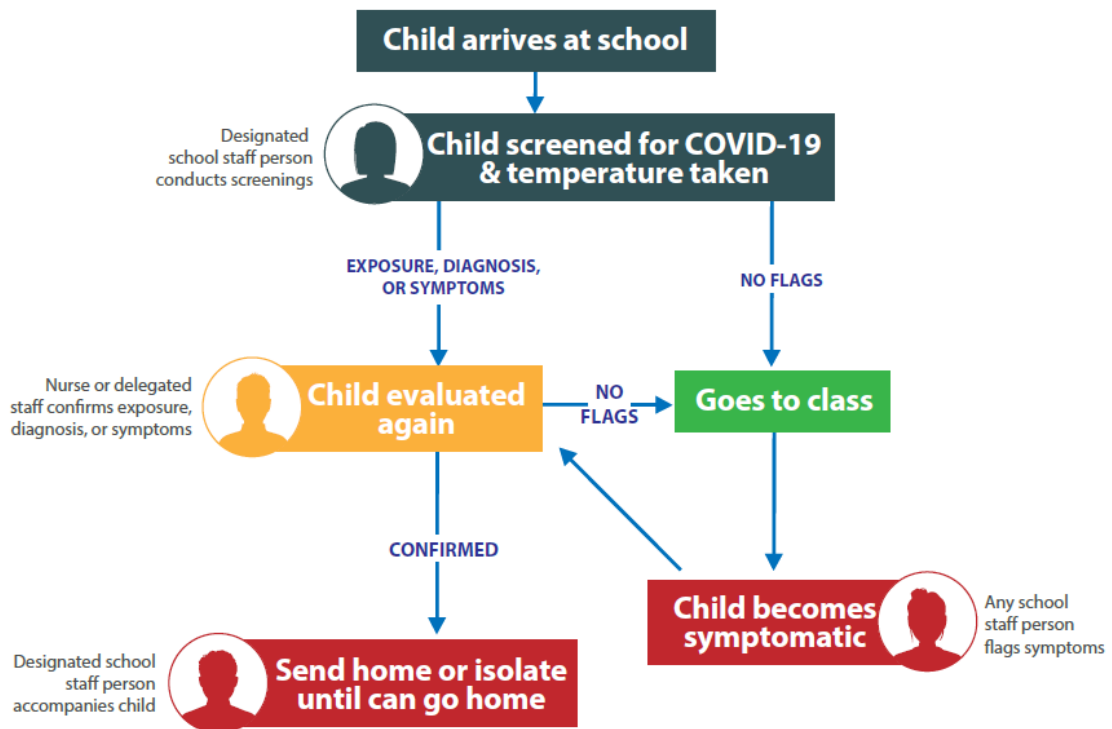 Child arrives at school
Designated
school staff person
conducts screenings
Child screened for COVID-19
& temperature taken
EXPOSURE, DIAGNOSIS,
OR SYMPTOMS
NO FLAGS
Nurse or delegated
staff confirms exposure,
diagnosis, or symptoms
Child evaluated
again
NO
FLAGS
Goes to class
CONFIRMED
Child becomes
symptomatic
Any school
staff person
flags symptoms
Designated school
staff person
accompanies child
Send home or isolate
until can go home